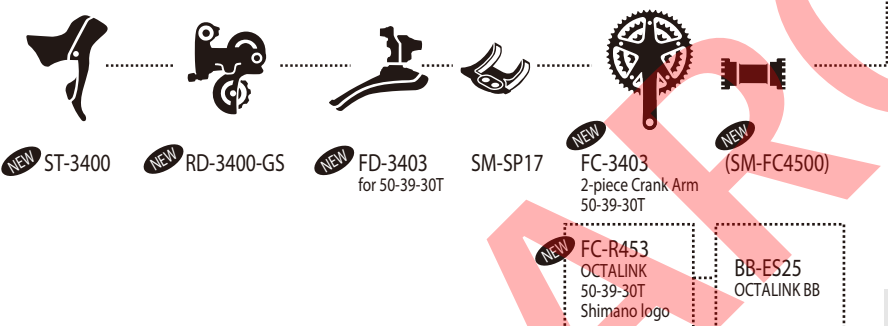 NEW ST-3400
NEW RD-3400-GS
NEW FD-3403
for 50-39-30T
SM-SP17
NEW
FC-3403
2-piece Crank Arm
50-39-30T
NEW
(SM-FC4500)
NEW FC-R453
OCTALINK
50-39-30T
Shimano logo
BB-ES25
OCTALINK BB